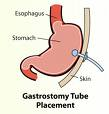 Esophagus
Stomach
Skin
Gastrostomy Tube
Placement